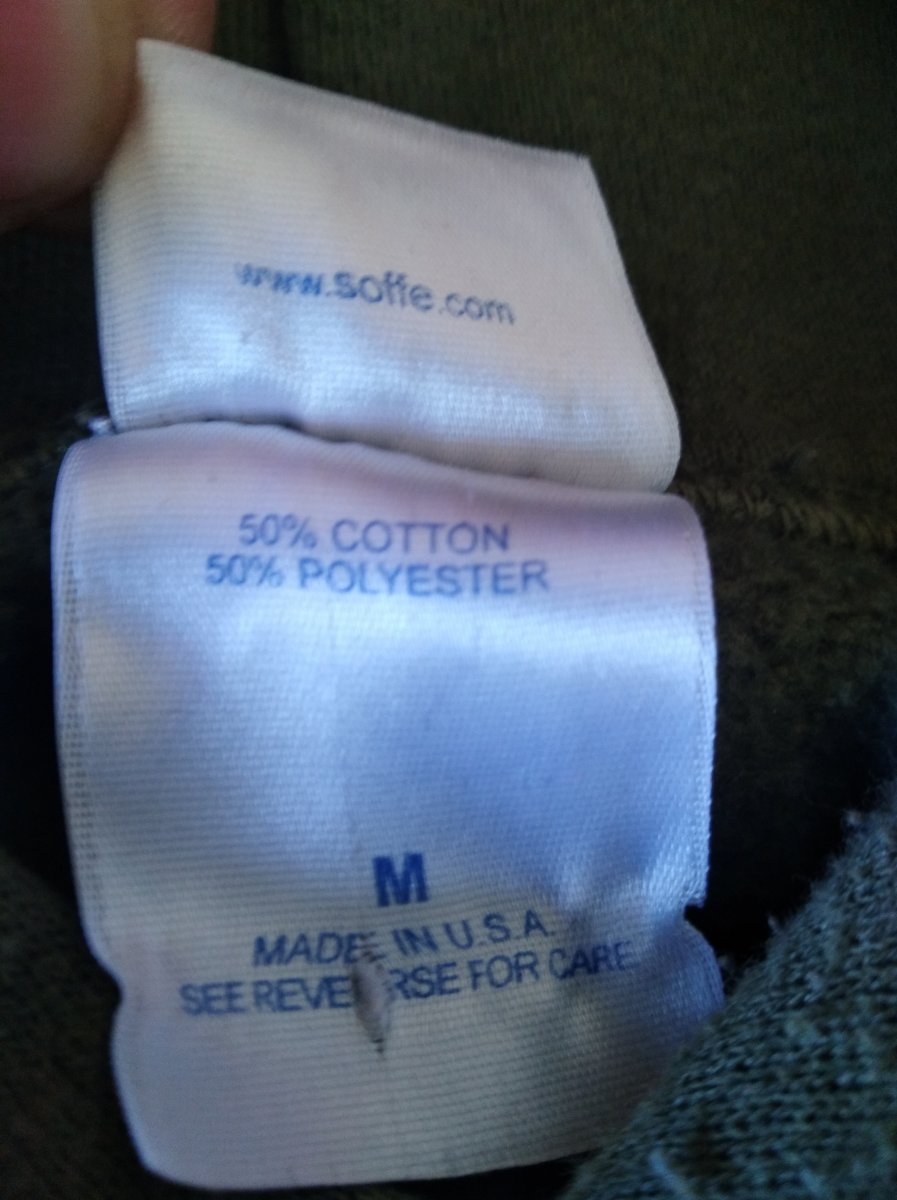 www.soffe.com
50% COTTON
50% POLYESTER
M
MADE IN U.S.A.
SEE REVERSE FOR CARE